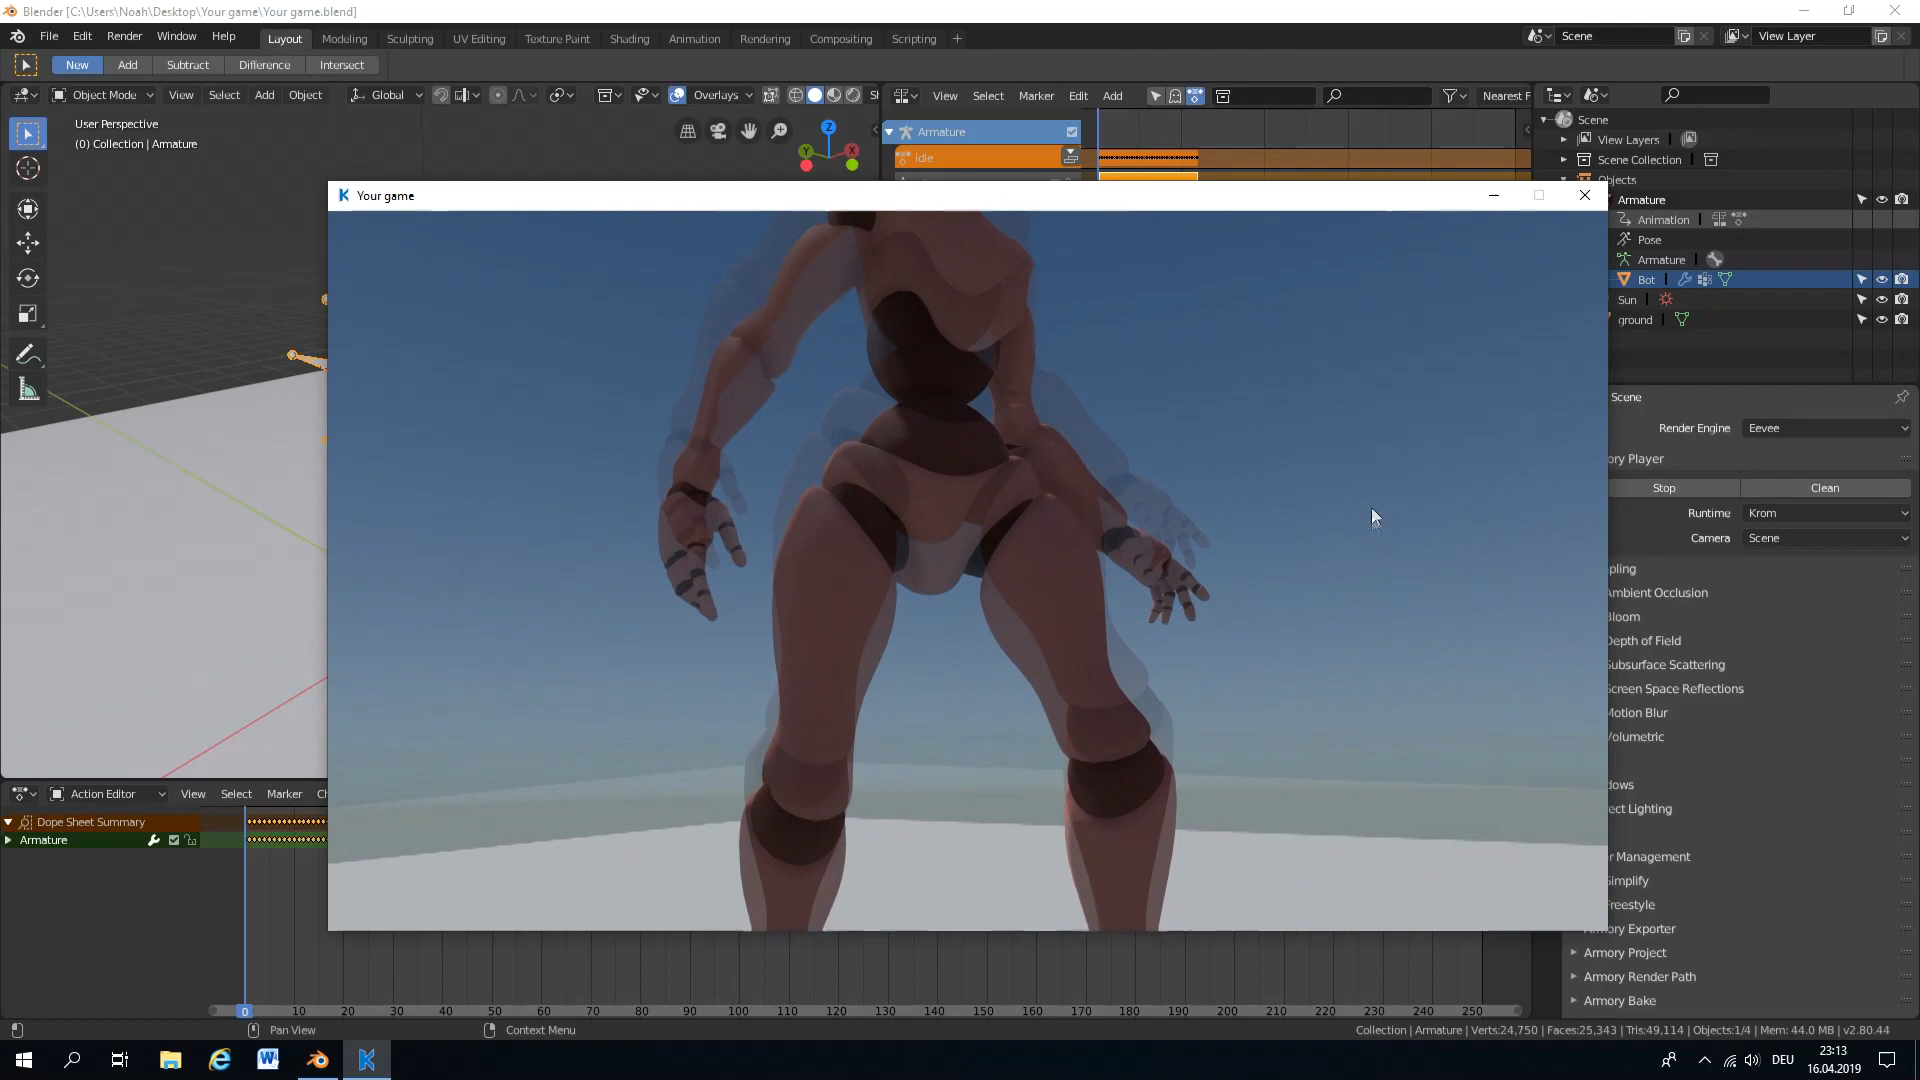 Blender [C:\Users\Noah\Desktop\Your game\Your game.blend]
File Edit Render Window Help Layout Modeling Sculpting UV Editing Texture Paint Shading Animation Rendering Compositing Scripting + Scene View Layer
New Add Subtract Difference Intersect
Object Mode View Select Add Object Global Overlays Sh View Select Marker Edit Add Nearest F
User Perspective
(0) Collection | Armature
Z
Y
X
Armature
idle
Scene
View Layers
Scene Collection
Objects
Your game
Armature
Animation
Pose
Armature
Bot
Sun
ground
Scene
Render Engine Eevee
ory Player
Stop Clean
Runtime Krom
Camera Scene
pling
Ambient Occlusion
Bloom
Depth of Field
Subsurface Scattering
Screen Space Reflections
Motion Blur
Volumetric
dows
ect Lighting
r Management
Simplify
Freestyle
Armory Exporter
Armory Project
Armory Render Path
Armory Bake
Action Editor View Select Marker Ch
Dope Sheet Summary
Armature
0 10 20 30 40 50 60 70 80 90 100 110 120 130 140 150 160 170 180 190 200 210 220 230 240 250
Pan View Context Menu Collection | Armature | Verts:24,750 | Faces:25,343 | Tris:49,114 | Objects:1/4 | Mem: 44.0 MB | v2.80.44
DEU 23:13
16.04.2019